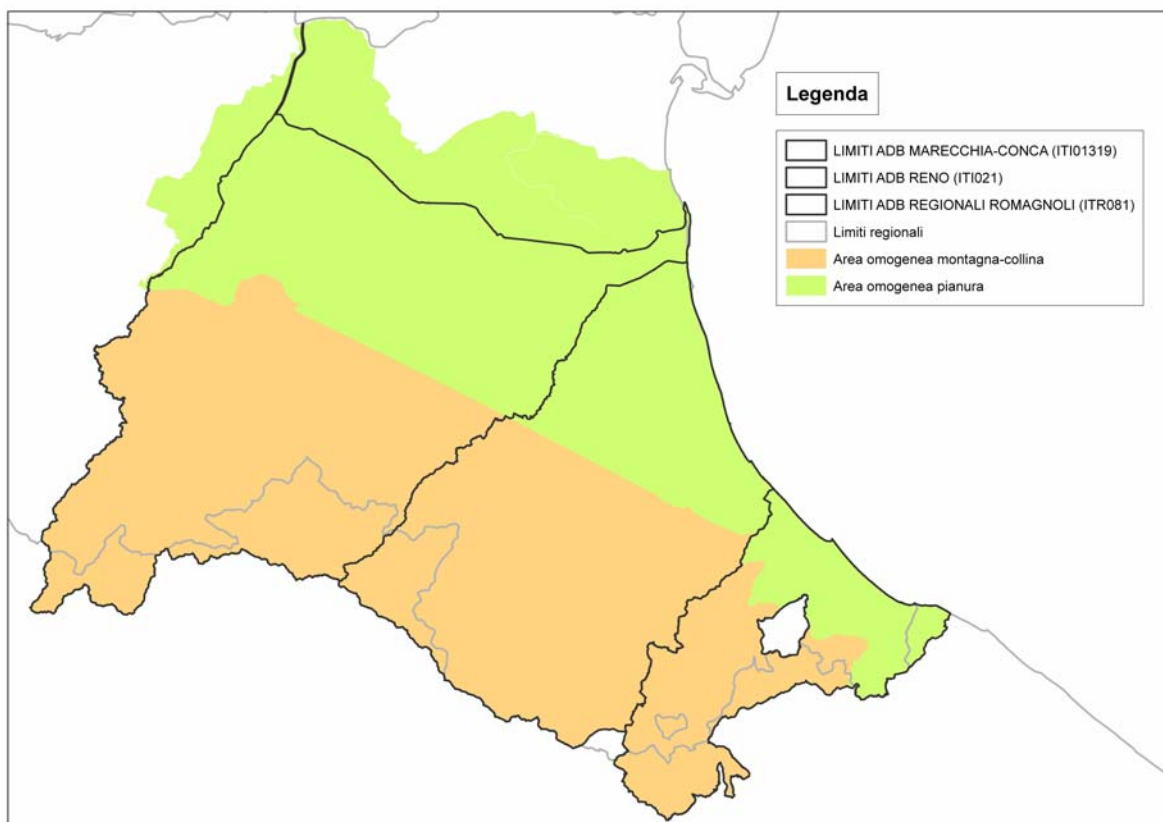 Legenda
LIMITI ADB MARECCHIA-CONCA (ITI01319)
LIMITI ADB RENO (ITI021)
LIMITI ADB REGIONALI ROMAGNOLI (ITR081)
Limiti regionali
Area omogenea montagna-collina
Area omogenea pianura